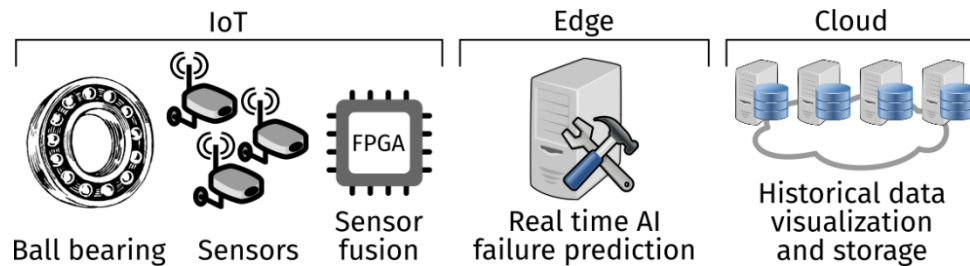 IoT
Edge
Cloud
FPGA
Ball bearing
Sensors
Sensor
fusion
Real time AI
failure prediction
Historical data
visualization
and storage